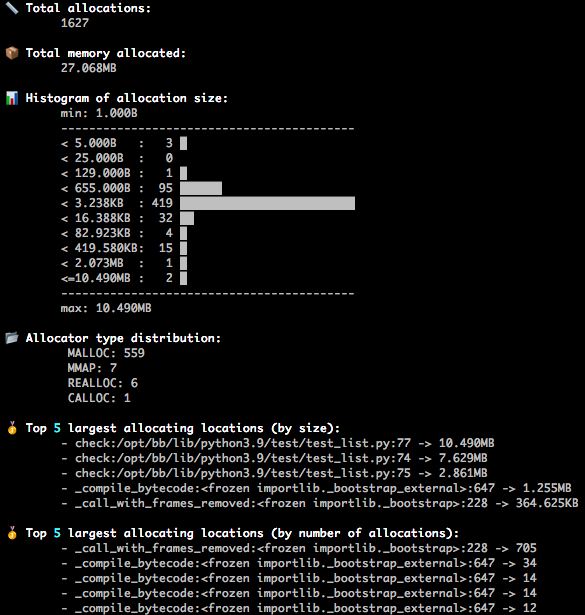 Total allocations:
1627
Total memory allocated:
27.068MB
Histogram of allocation size:
min: 1.000B
-------------------------------------------
< 5.000B   :   3
< 25.000B  :   0
< 129.000B :   1
< 655.000B :  95
< 3.238KB  : 419
< 16.388KB :  32
< 82.923KB :   4
< 419.580KB:  15
< 2.073MB  :   1
<=10.490MB :   2
-------------------------------------------
max: 10.490MB
Allocator type distribution:
MALLOC: 559
MMAP: 7
REALLOC: 6
CALLOC: 1
Top 5 largest allocating locations (by size):
- check:/opt/bb/lib/python3.9/test/test_list.py:77 -> 10.490MB
- check:/opt/bb/lib/python3.9/test/test_list.py:74 -> 7.629MB
- check:/opt/bb/lib/python3.9/test/test_list.py:75 -> 2.861MB
- _compile_bytecode:<frozen importlib._bootstrap_external>:647 -> 1.255MB
- _call_with_frames_removed:<frozen importlib._bootstrap>:228 -> 364.625KB
Top 5 largest allocating locations (by number of allocations):
- _call_with_frames_removed:<frozen importlib._bootstrap>:228 -> 705
- _compile_bytecode:<frozen importlib._bootstrap_external>:647 -> 34
- _compile_bytecode:<frozen importlib._bootstrap_external>:647 -> 14
- _compile_bytecode:<frozen importlib._bootstrap_external>:647 -> 14
- _compile_bytecode:<frozen importlib._bootstrap_external>:647 -> 12